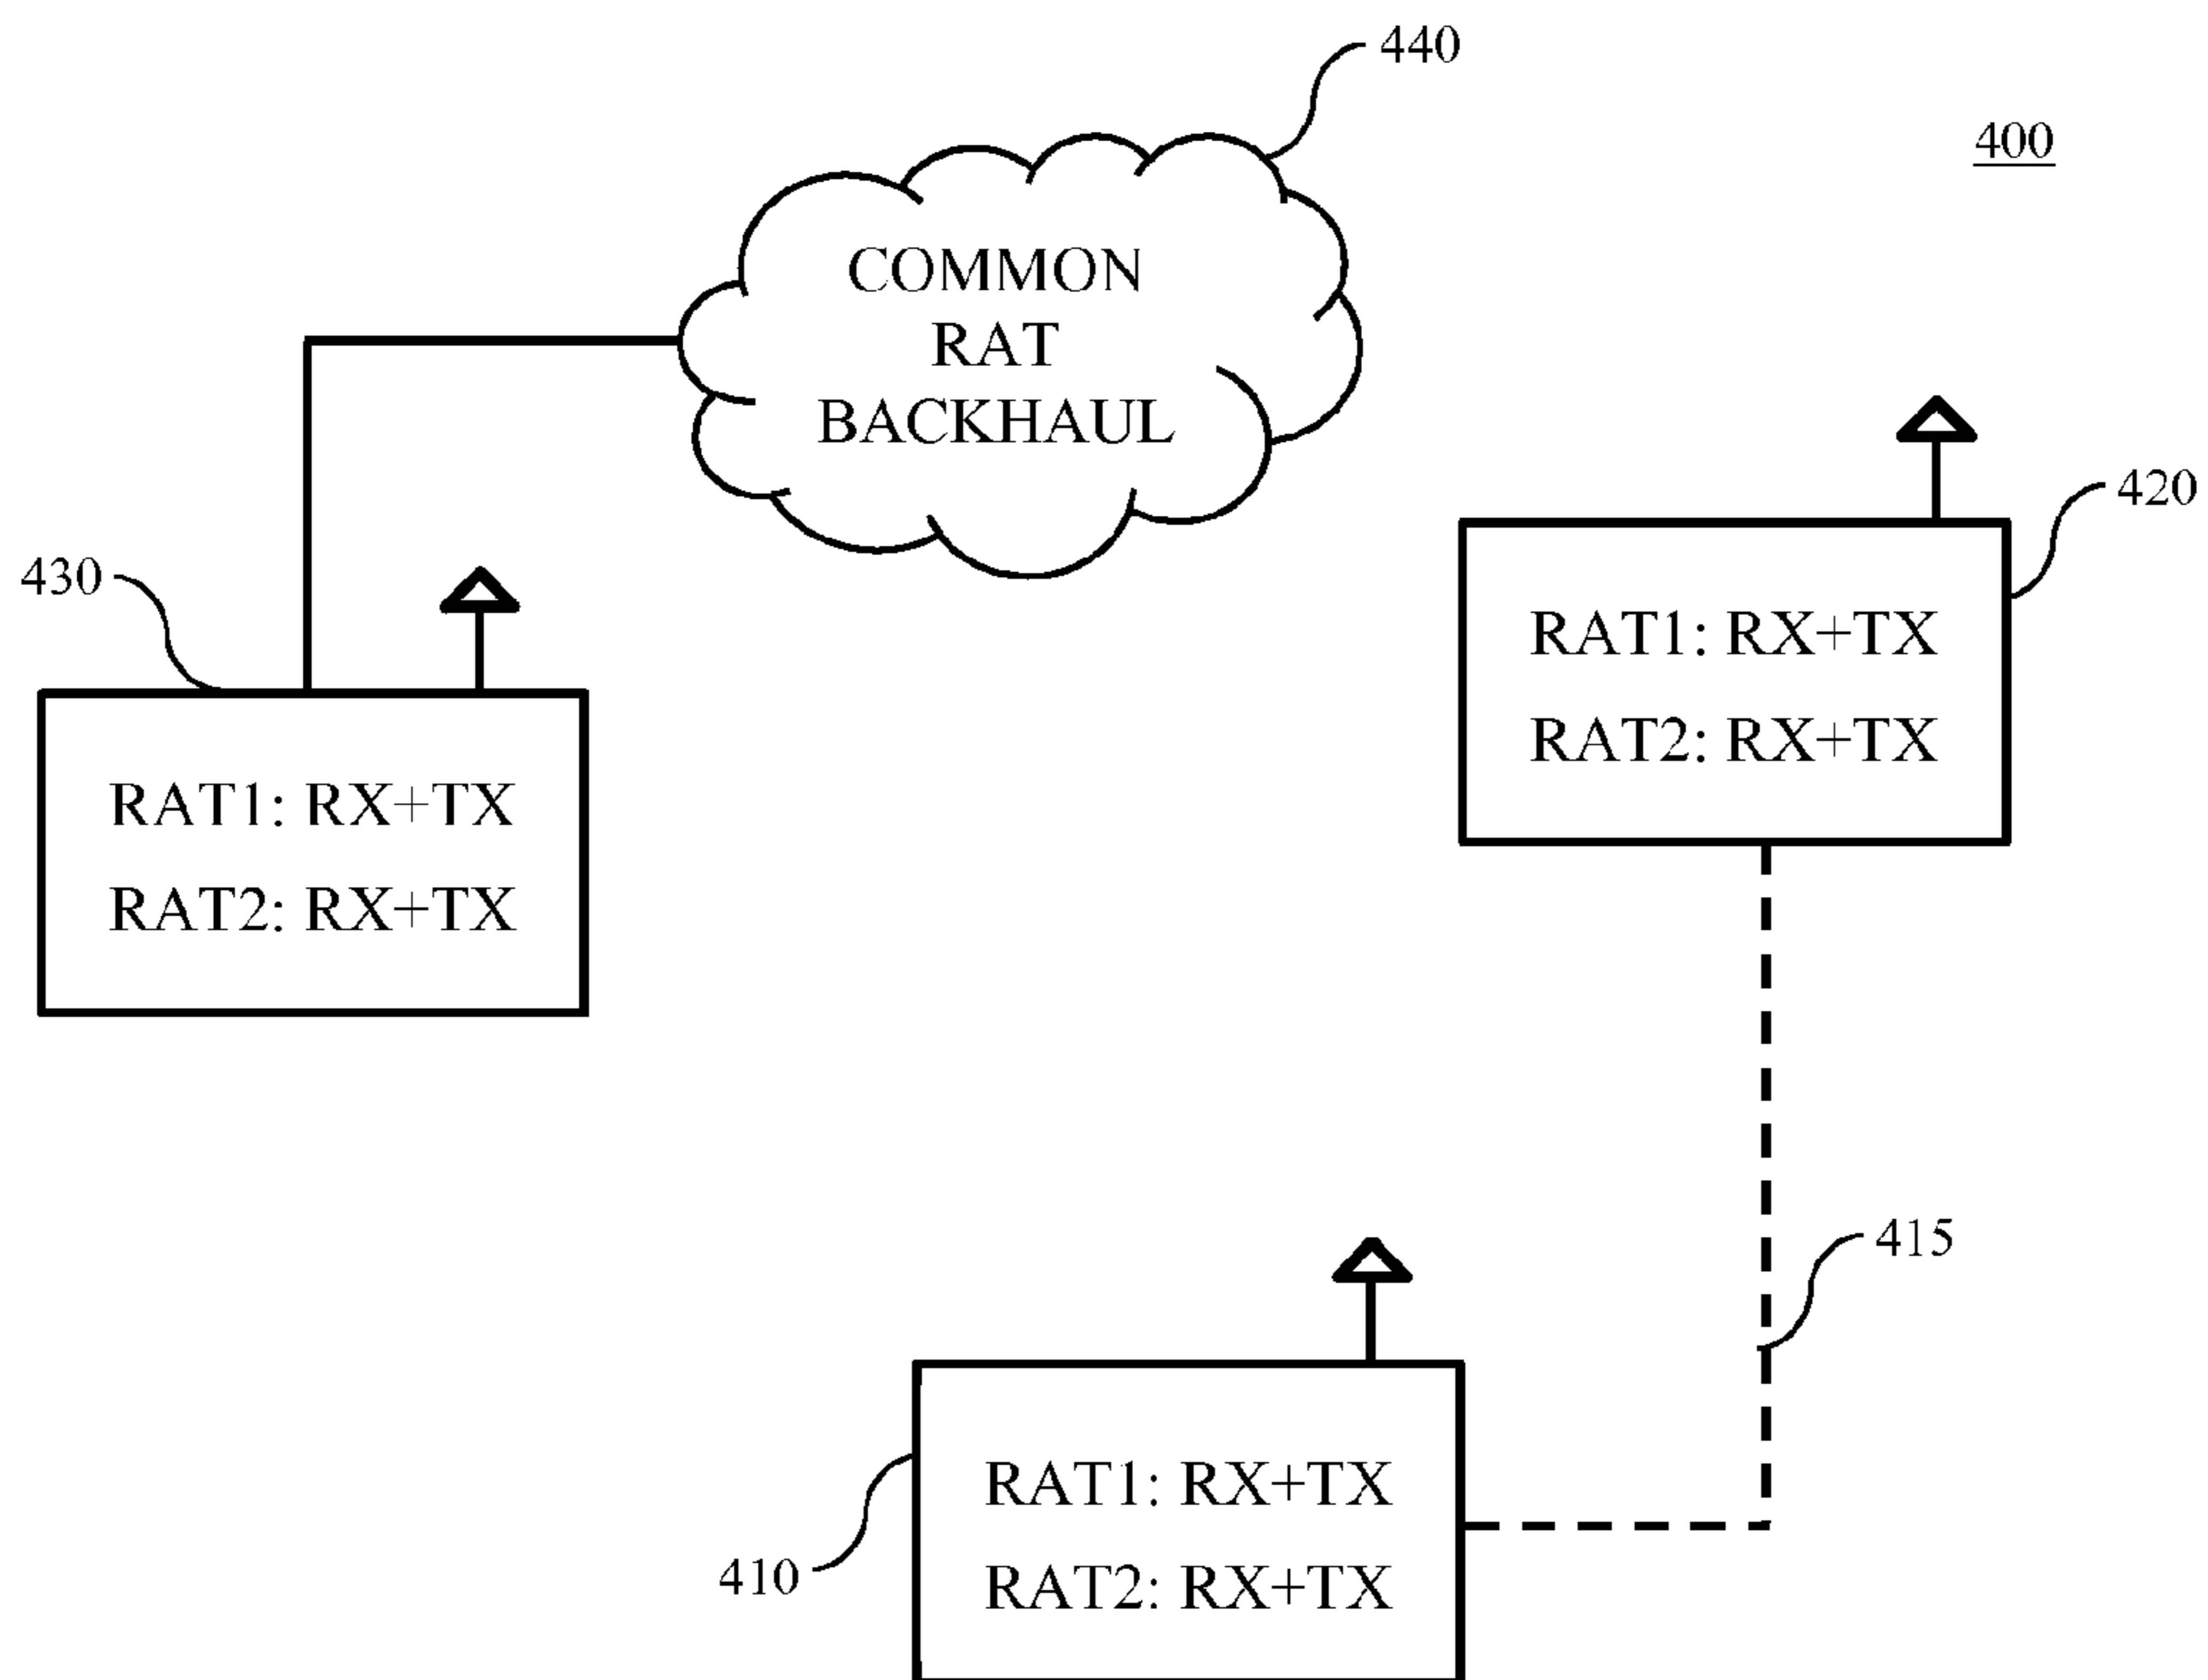 440
400
COMMON
RAT
BACKHAUL
420
430
RAT1: RX+TX
RAT2: RX+TX
RAT1: RX+TX
RAT2: RX+TX
415
410
RAT1: RX+TX
RAT2: RX+TX